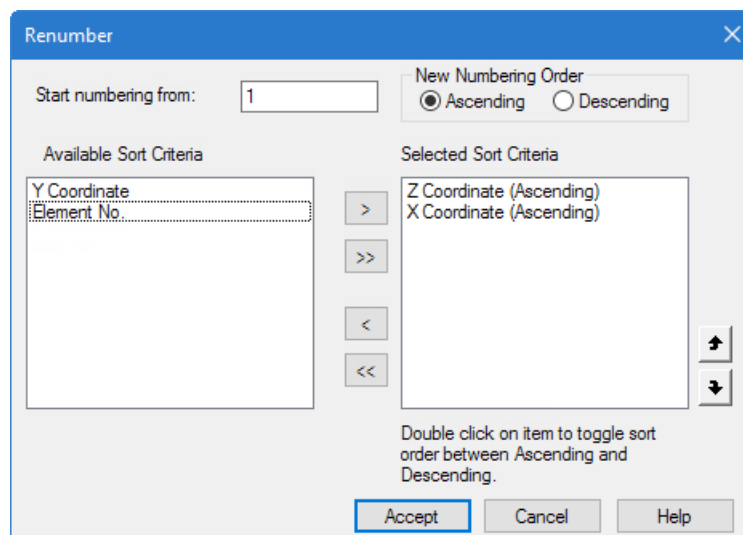 Renumber
Start numbering from:
1
New Numbering Order
Ascending
Descending
Available Sort Criteria
Y Coordinate
Element No.
>
>>
<
<<
Selected Sort Criteria
Z Coordinate (Ascending)
X Coordinate (Ascending)
Double click on item to toggle sort
order between Ascending and
Descending.
Accept
Cancel
Help